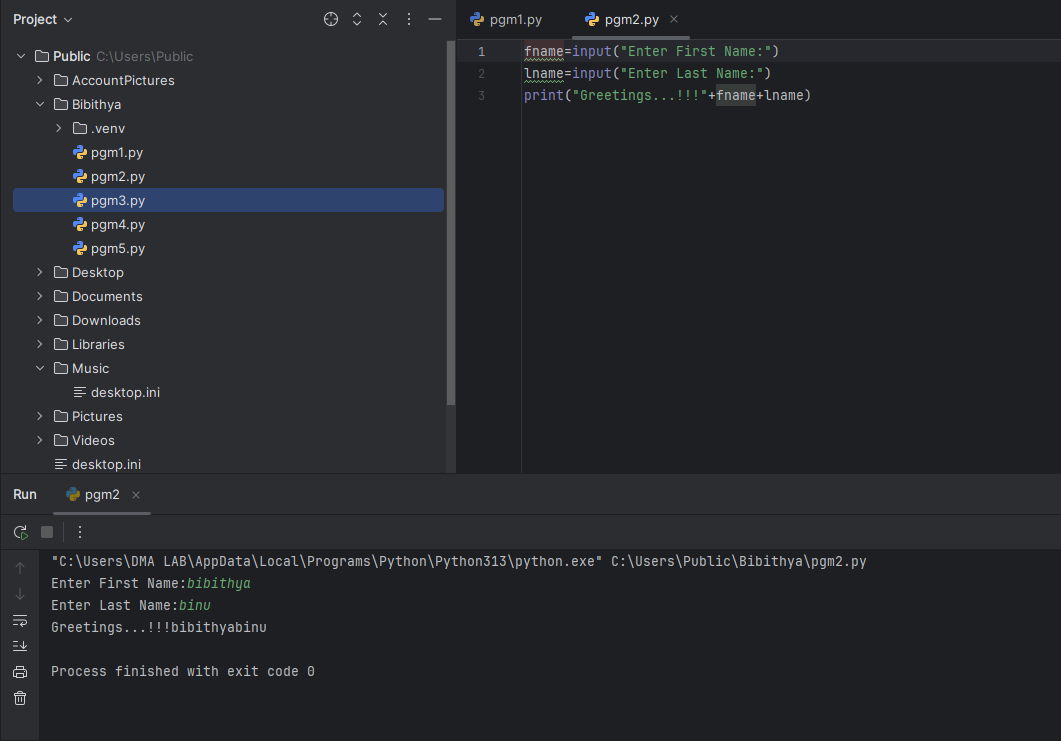 Project
Public C:\Users\Public
AccountPictures
Bibithya
.venv
pgm1.py
pgm2.py
pgm3.py
pgm4.py
pgm5.py
Desktop
Documents
Downloads
Libraries
Music
desktop.ini
Pictures
Videos
desktop.ini
pgm1.py
pgm2.py
1 fname=input("Enter First Name:")
2 lname=input("Enter Last Name:")
3 print("Greetings...!!!"+fname+lname)
Run
pgm2
"C:\Users\DMA LAB\AppData\Local\Programs\Python\Python313\python.exe" C:\Users\Public\Bibithya\pgm2.py
Enter First Name:bibithya
Enter Last Name:binu
Greetings...!!!bibithyabinu
Process finished with exit code 0